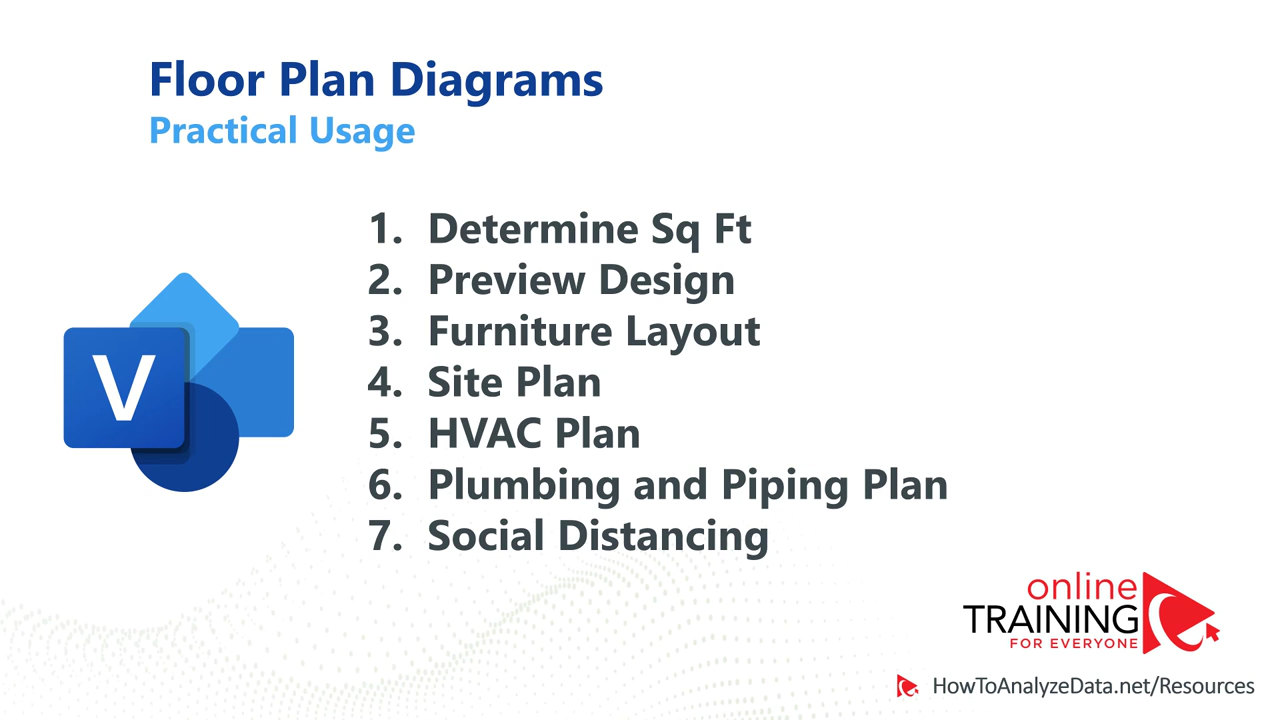 Floor Plan Diagrams
Practical Usage
1. Determine Sq Ft
2. Preview Design
3. Furniture Layout
4. Site Plan
5. HVAC Plan
6. Plumbing and Piping Plan
7. Social Distancing
V
online
TRAINING
FOR EVERYONE
HowToAnalyzeData.net/Resources